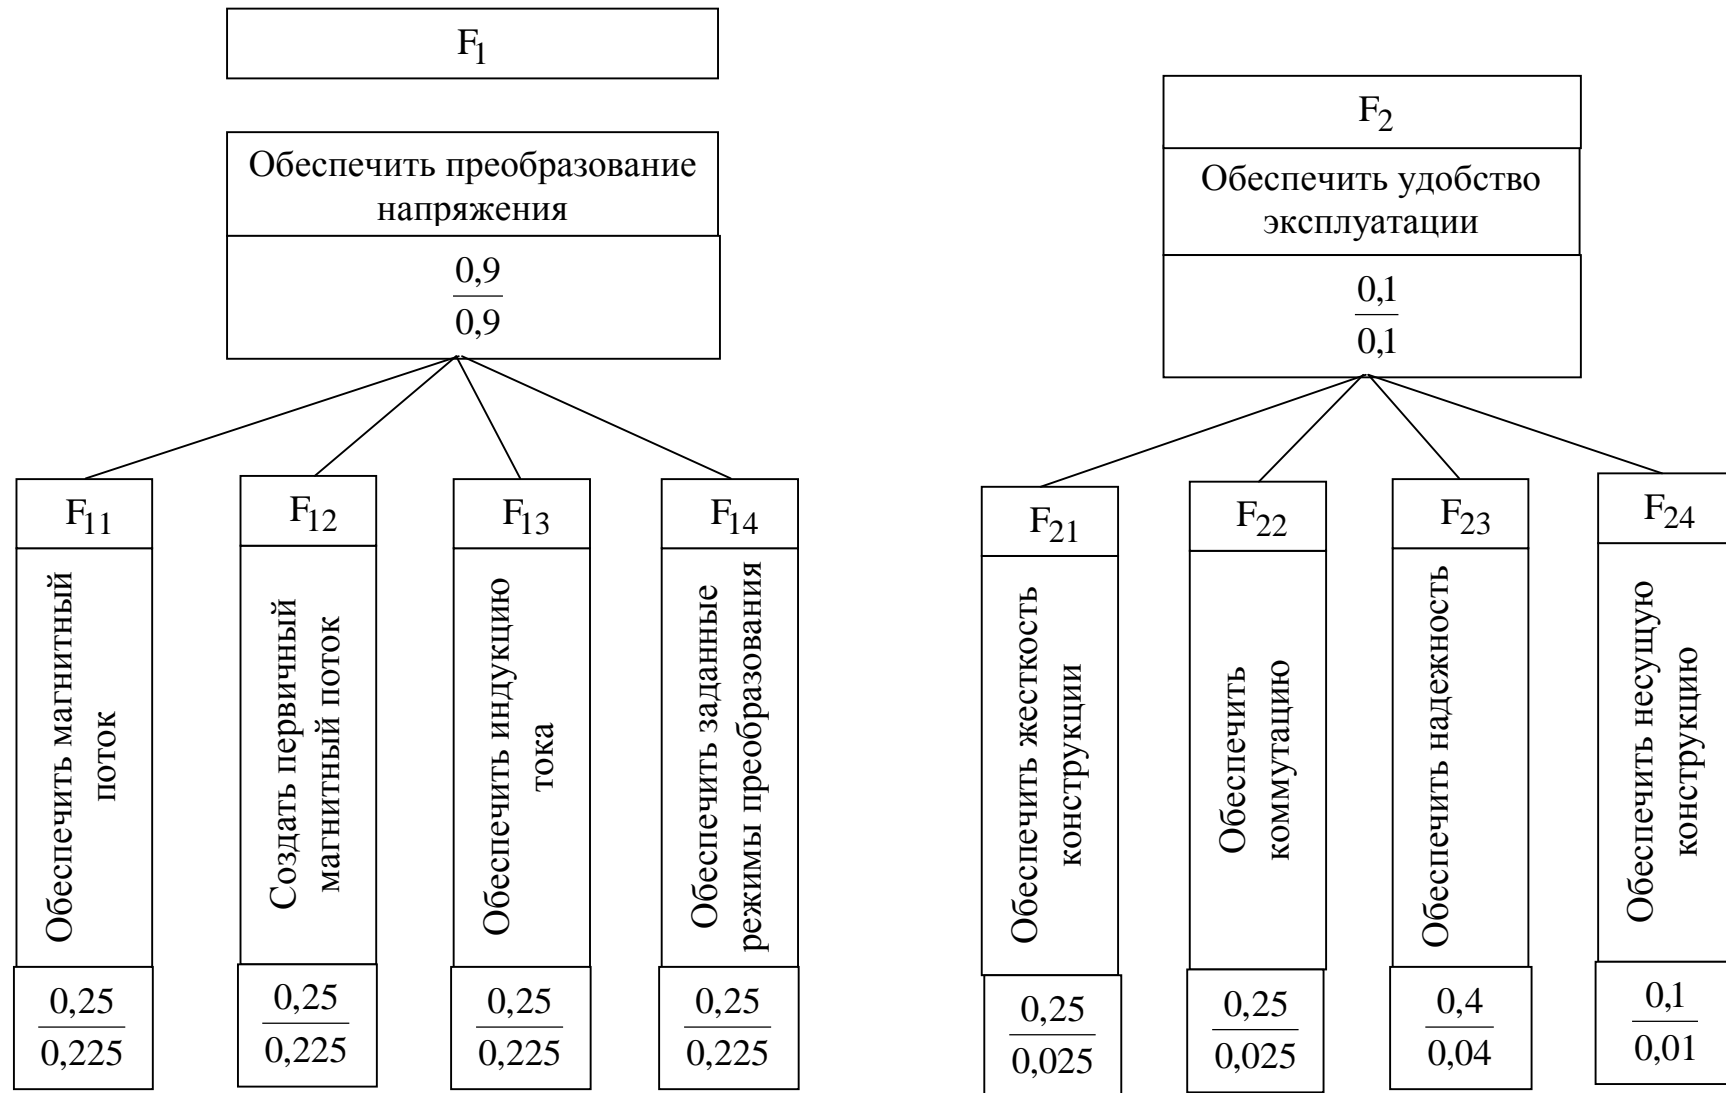 F1
Обеспечить преобразование
напряжения
0,9
0,9
F11
Обеспечить магнитный
поток
0,25
0,225
F12
Создать первичный
магнитный поток
0,25
0,225
F13
Обеспечить индукцию
тока
0,25
0,225
F14
Обеспечить заданные
режимы преобразования
0,25
0,225
F2
Обеспечить удобство
эксплуатации
0,1
0,1
F21
Обеспечить жесткость
конструкции
0,25
0,025
F22
Обеспечить
коммутацию
0,25
0,025
F23
Обеспечить надежность
0,4
0,04
F24
Обеспечить несущую
конструкцию
0,1
0,01